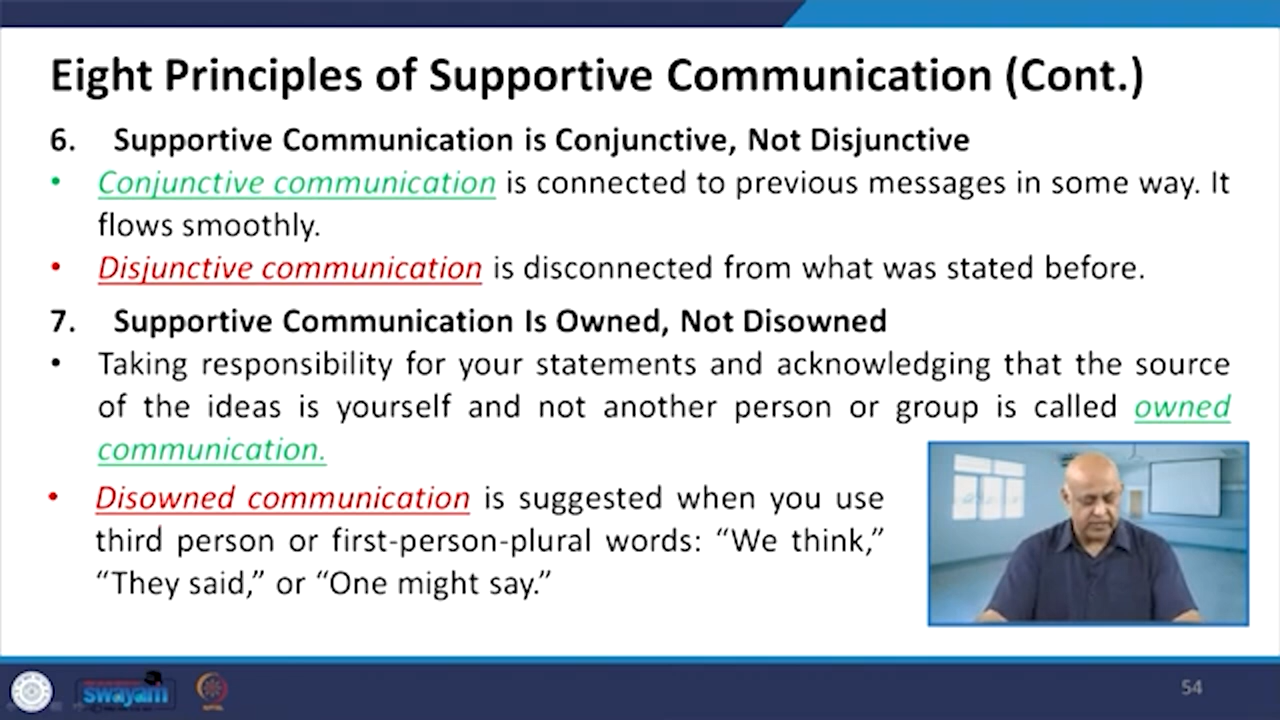 Eight Principles of Supportive Communication (Cont.)
6. Supportive Communication is Conjunctive, Not Disjunctive
• Conjunctive communication is connected to previous messages in some way. It
flows smoothly.
• Disjunctive communication is disconnected from what was stated before.
7. Supportive Communication Is Owned, Not Disowned
• Taking responsibility for your statements and acknowledging that the source
of the ideas is yourself and not another person or group is called owned
communication.
• Disowned communication is suggested when you use
third person or first-person-plural words: “We think,”
“They said,” or “One might say.”
swayam
54